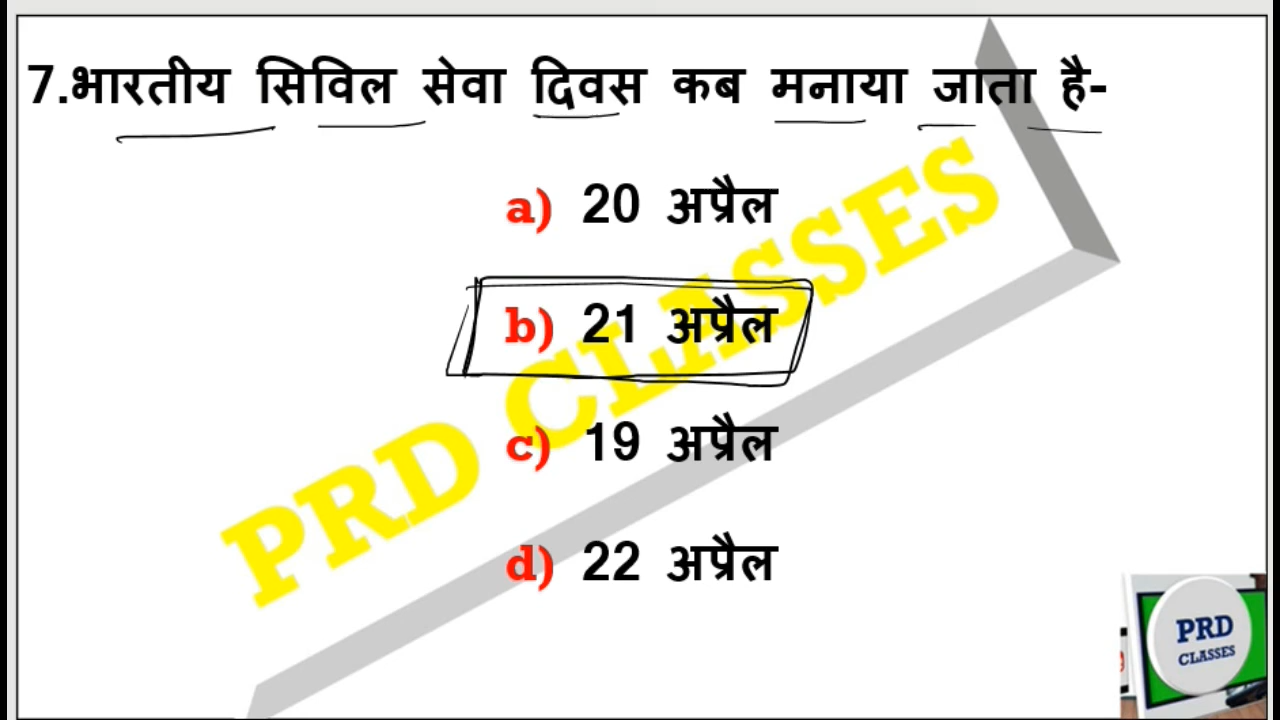 7.भारतीय सिविल सेवा दिवस कब मनाया जाता है-
a) 20 अप्रैल
b) 21 अप्रैल
c) 19 अप्रैल
d) 22 अप्रैल
PRD CLASSES
PRD
CLASSES